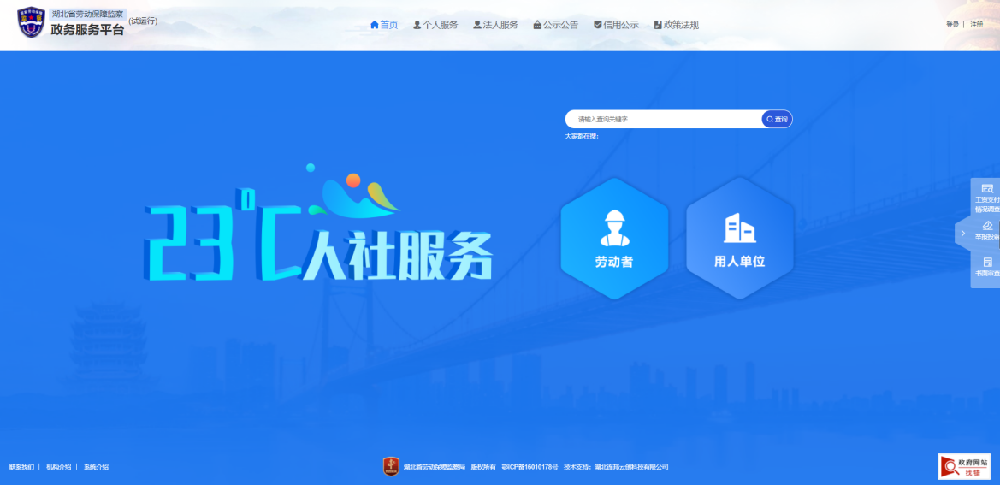 湖北省劳动保障监察
政务服务平台
(试运行)
首页 个人服务 法人服务 公示公告 信用公示 政策法规
登录 | 注册
请输入查询关键字
查询
大家都在搜:
23℃人社服务
劳动者
用人单位
工资支付
情况调查
举报投诉
书面审查
联系我们 | 机构介绍 | 系统介绍
湖北省劳动保障监察局 版权所有 鄂ICP备16010178号 技术支持: 湖北连邦云创科技有限公司
政府网站
找错